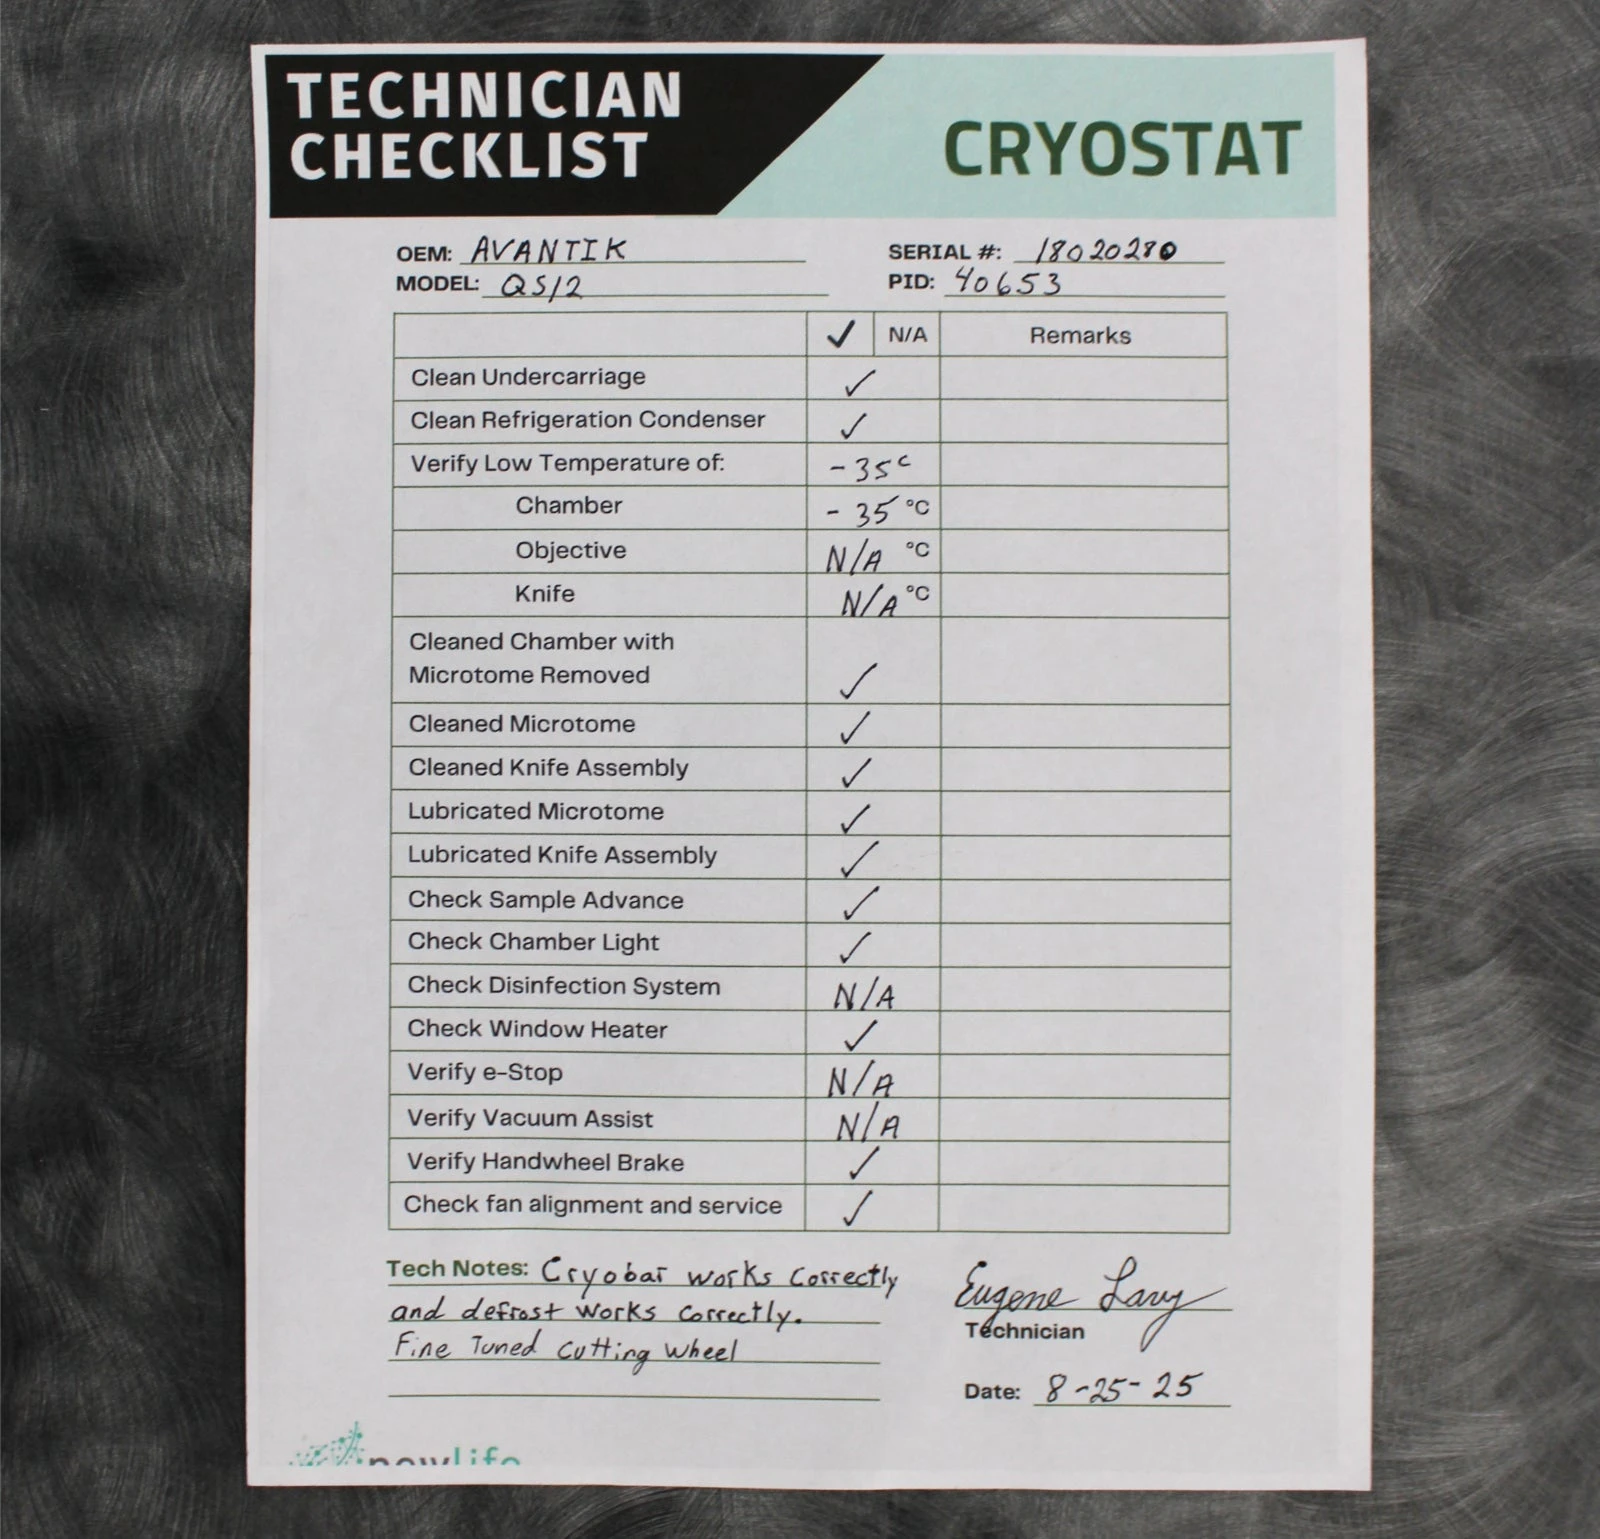 TECHNICIAN
CHECKLIST
CRYOSTAT
OEM: AVANTIK SERIAL #: 18020280
MODEL: QS12 PID: 40653
✓ N/A Remarks
Clean Undercarriage ✓
Clean Refrigeration Condenser ✓
Verify Low Temperature of: -35c
Chamber -35 °C
Objective N/A °C
Knife N/A °C
Cleaned Chamber with
Microtome Removed ✓
Cleaned Microtome ✓
Cleaned Knife Assembly ✓
Lubricated Microtome ✓
Lubricated Knife Assembly ✓
Check Sample Advance ✓
Check Chamber Light ✓
Check Disinfection System N/A
Check Window Heater ✓
Verify e-Stop N/A
Verify Vacuum Assist N/A
Verify Handwheel Brake ✓
Check fan alignment and service ✓
Tech Notes: Cryobar works correctly
and defrost works correctly.
Fine Tuned cutting wheel
Eugene Lavy
Technician
Date: 8-25-25
newlife